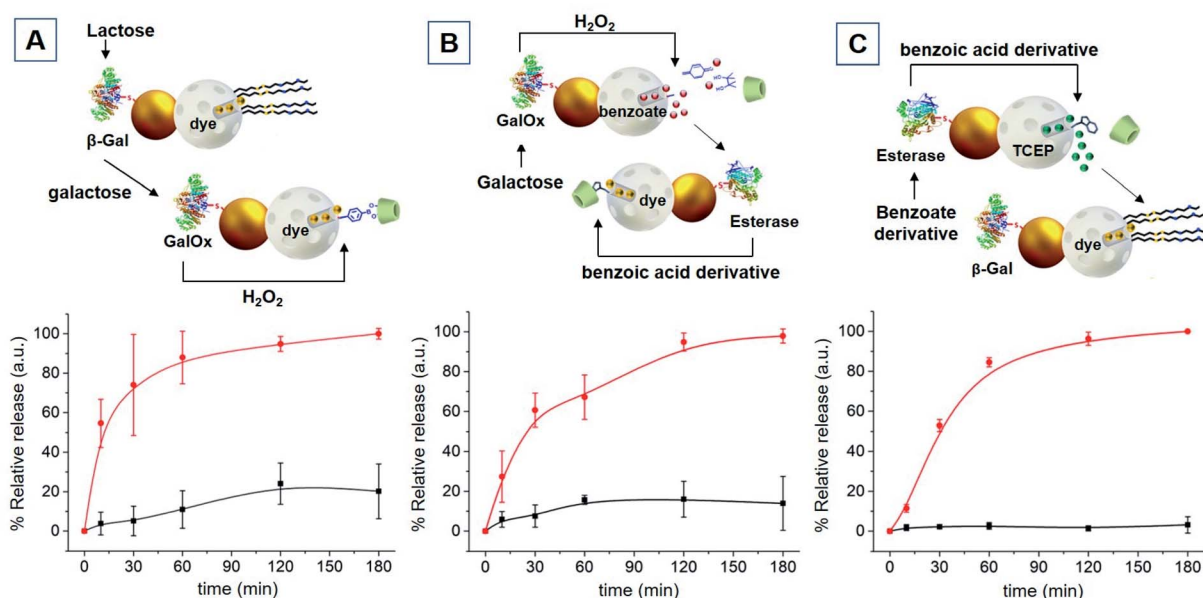 A
Lactose
β-Gal
S
dye
galactose
GalOx
S
dye
H₂O₂
% Relative release (a.u.)
100
80
60
40
20
0
0 30 60 90 120 150 180
time (min)
B
H₂O₂
GalOx
S
benzoate
Galactose
dye
S
Esterase
benzoic acid derivative
% Relative release (a.u.)
100
80
60
40
20
0
0 30 60 90 120 150 180
time (min)
C
benzoic acid derivative
Esterase
S
TCEP
Benzoate
derivative
β-Gal
S
dye
% Relative release (a.u.)
100
80
60
40
20
0
0 30 60 90 120 150 180
time (min)